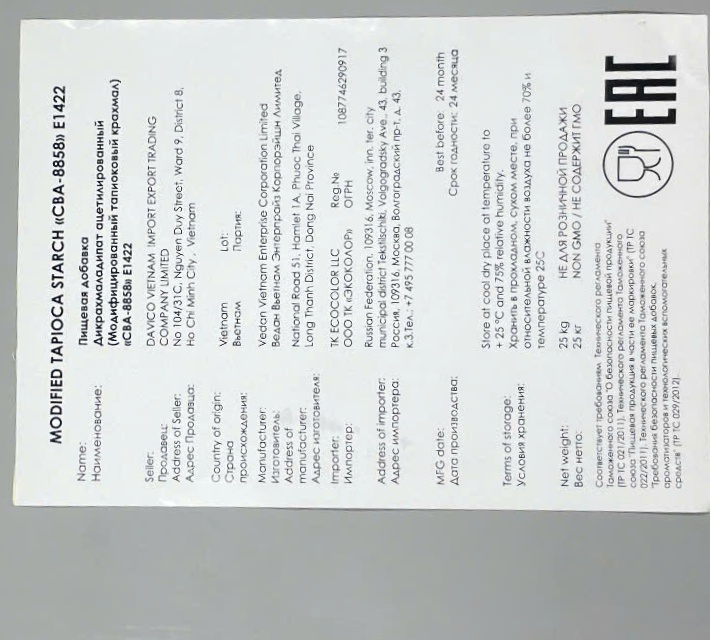 MODIFIED TAPIOCA STARCH «CBA-8858» E1422
Name: Пищевая добавка
Наименование: Дикрахмаладипат ацетилированный
(Модифицированный тапиоковый крахмал)
«CBA-8858» E1422
Seller: DAVICO VIETNAM IMPORT EXPORT TRADING
Продавец: COMPANY LIMITED
Address of Seller: No 104/31C, Nguyen Duy Street, Ward 9, District 8,
Адрес Продавца: Ho Chi Minh City, Vietnam
Country of origin: Vietnam Lot:
Страна Вьетнам Партия:
происхождения:
Manufacturer: Vedan Vietnam Enterprise Corporation Limited
Изготовитель: Ведан Вьетнам Энтерпрайз Карпорэйшн Лимитед
Address of National Road 51, Hamlet 1A, Phuoc Thai Village,
manufacturer: Long Thanh District, Dong Nai Province
Адрес изготовителя:
Importer: TK ECOCOLOR LLC Reg.№ 1087746290917
Импортер: ООО ТК «ЭКОКОЛОР» ОГРН
Address of importer: Russian Federation, 109316, Moscow, inn. ter. city
Адрес импортера: municipal district Tekstilschiki, Volgogradsky Ave., 43, building 3
Россия, 109316, Москва, Волгоградский пр-т, д. 43,
к.3.Тел.: +7 495 777 00 08
MFG date: Best before 24 month
Дата производства: Срок годности: 24 месяца
Terms of storage: Store at cool dry place at temperature to
Условия хранения: + 25 °C and 75% relative humidity.
Хранить в прохладном, сухом месте, при
относительной влажности воздуха не более 70% и
температуре 25С
Net weight: 25 kg НЕ ДЛЯ РОЗНИЧНОЙ ПРОДАЖИ
Вес нетто: 25 кг NON GMO / НЕ СОДЕРЖИТ ГМО
Соответствует требованиям Технического регламента
Таможенного союза "О безопасности пищевой продукции"
(ТР ТС 021/2011), Технического регламента Таможенного
союза "Пищевая продукция в части ее маркировки" (ТР ТС
022/2011), Технического регламента Таможенного союза
"Требования безопасности пищевых добавок,
ароматизаторов и технологических вспомогательных
средств" (ТР ТС 029/2012).
EAC